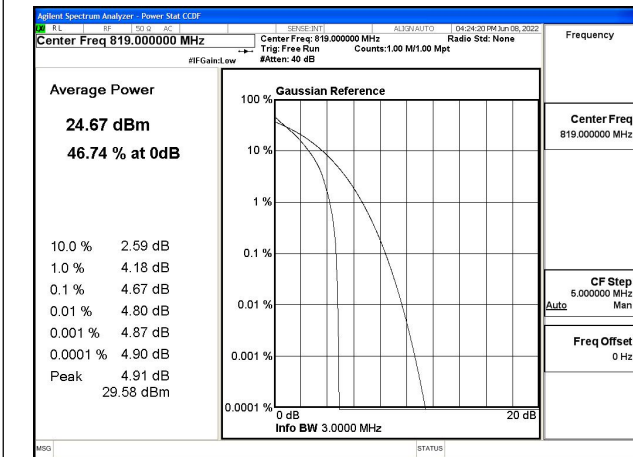 Agilent Spectrum Analyzer - Power Stat CCDF
LXI RL RF 50 Ω AC SENSE:INT ALIGN AUTO 04:24:20 PM Jun 08, 2022
Center Freq 819.000000 MHz
Center Freq: 819.000000 MHz Radio Std: None
Trig: Free Run Counts:1.00 M/1.00 Mpt
#IFGain:Low #Atten: 40 dB
Frequency
Average Power
24.67 dBm
46.74 % at 0dB
10.0 % 2.59 dB
1.0 % 4.18 dB
0.1 % 4.67 dB
0.01 % 4.80 dB
0.001 % 4.87 dB
0.0001 % 4.90 dB
Peak 4.91 dB
29.58 dBm
Gaussian Reference
100 %
10 %
1 %
0.1 %
0.01 %
0.001 %
0.0001 %
0 dB 20 dB
Info BW 3.0000 MHz
Center Freq
819.000000 MHz
CF Step
5.000000 MHz
Auto Man
Freq Offset
0 Hz
MSG STATUS